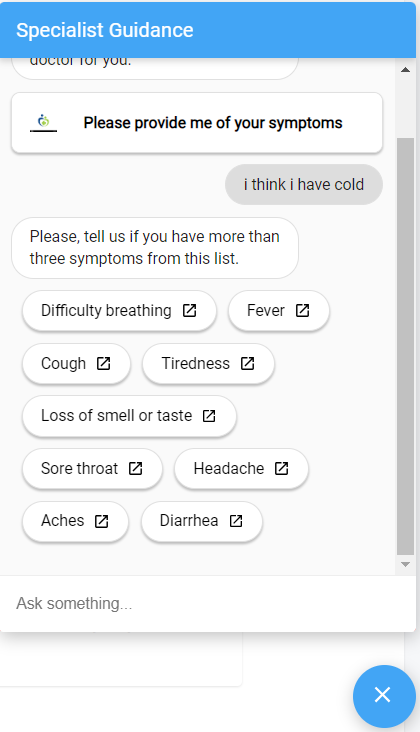 Specialist Guidance
doctor for you.
Please provide me of your symptoms
i think i have cold
Please, tell us if you have more than
three symptoms from this list.
Difficulty breathing
Fever
Cough
Tiredness
Loss of smell or taste
Sore throat
Headache
Aches
Diarrhea
Ask something...